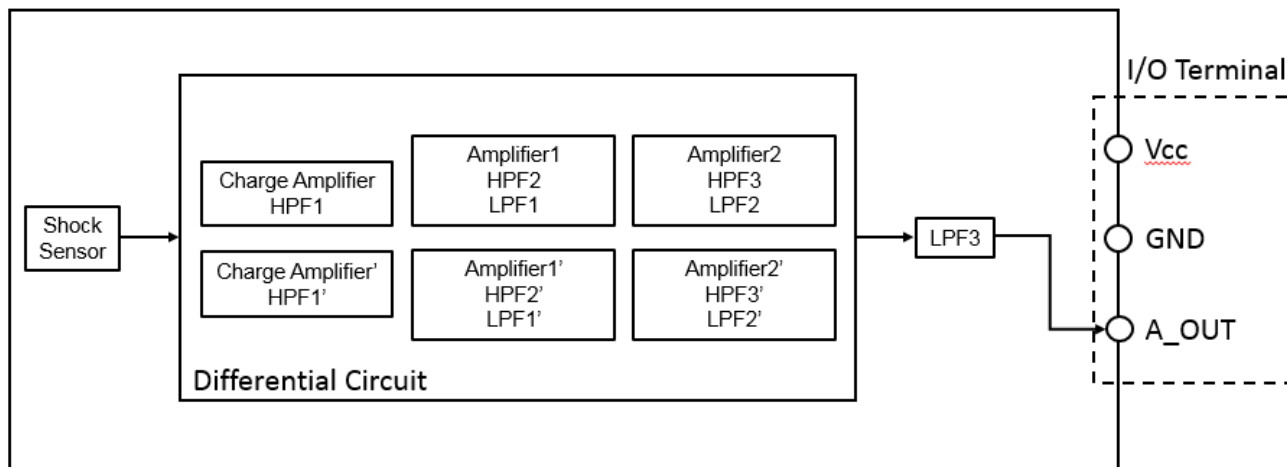 I/O Terminal
Vcc
GND
A_OUT
Shock
Sensor
Charge Amplifier
HPF1
Amplifier1
HPF2
LPF1
Amplifier2
HPF3
LPF2
Charge Amplifier’
HPF1’
Amplifier1’
HPF2’
LPF1’
Amplifier2’
HPF3’
LPF2’
LPF3
Differential Circuit